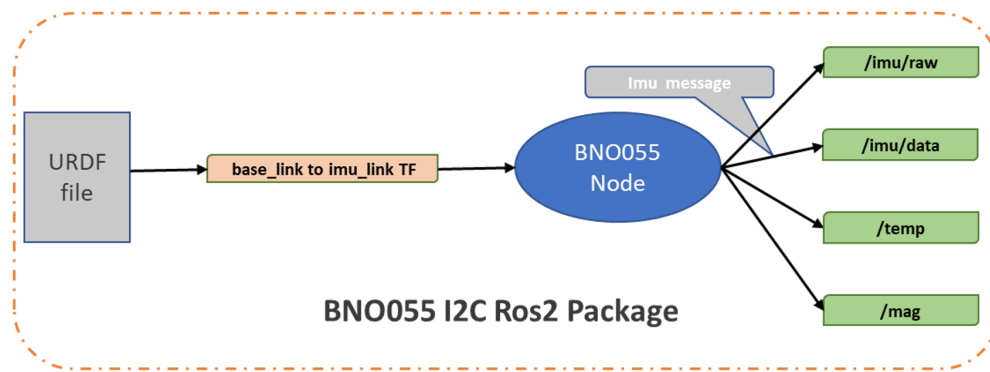 /imu/raw
Imu message
URDF
file
base_link to imu_link TF
BNO055
Node
/imu/data
/temp
/mag
BNO055 I2C Ros2 Package